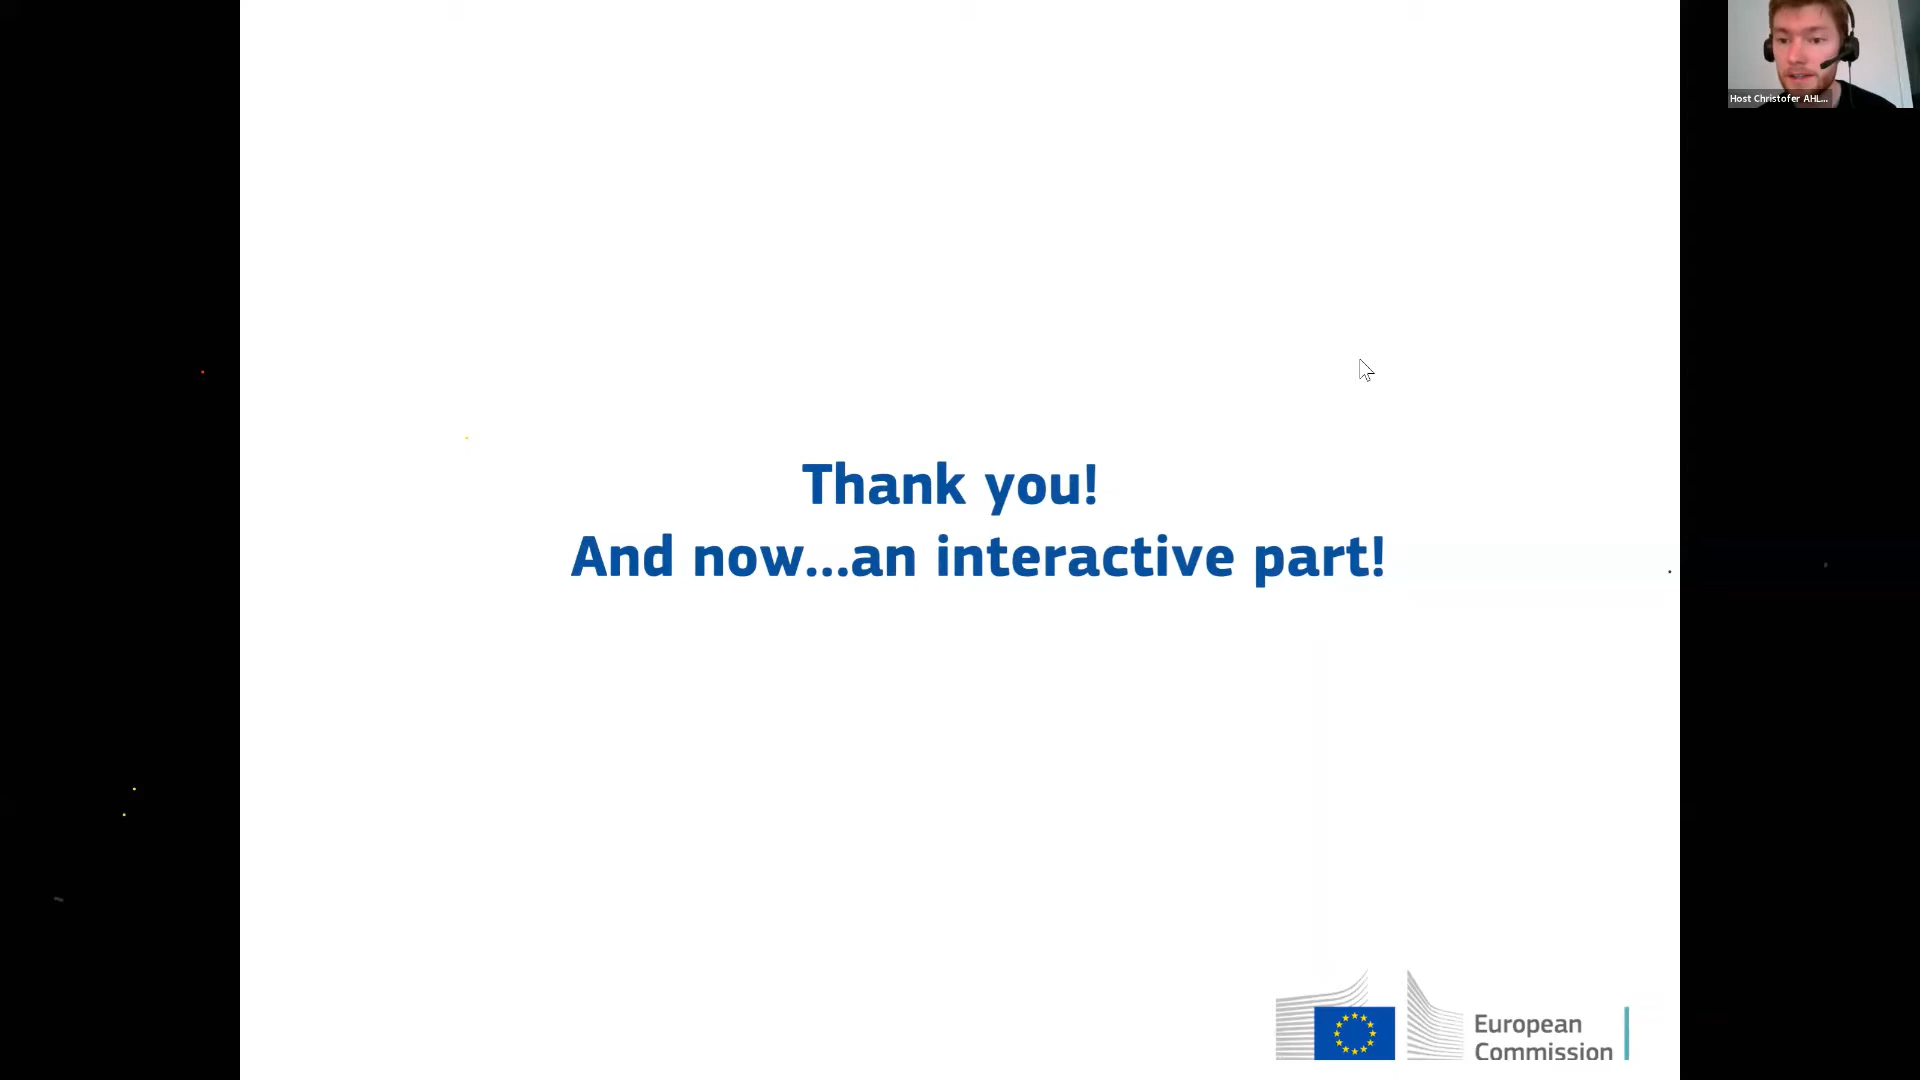 Host Christofer AHL...
Thank you!
And now...an interactive part!
European
Commission